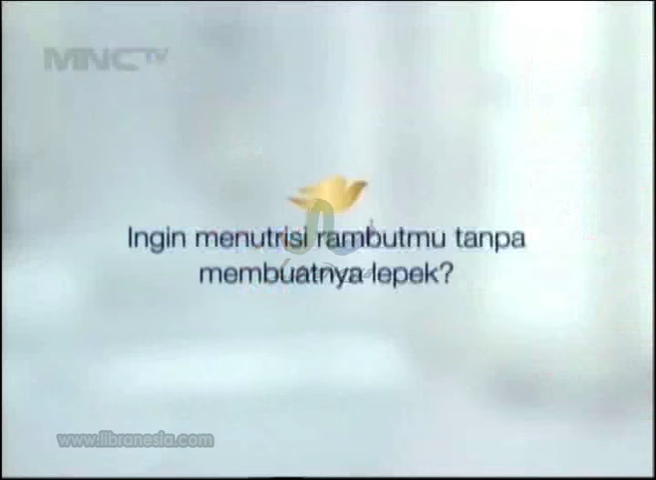 MNCTV
Ingin menutrisi rambutmu tanpa
membuatnya lepek?
www.libranesia.com